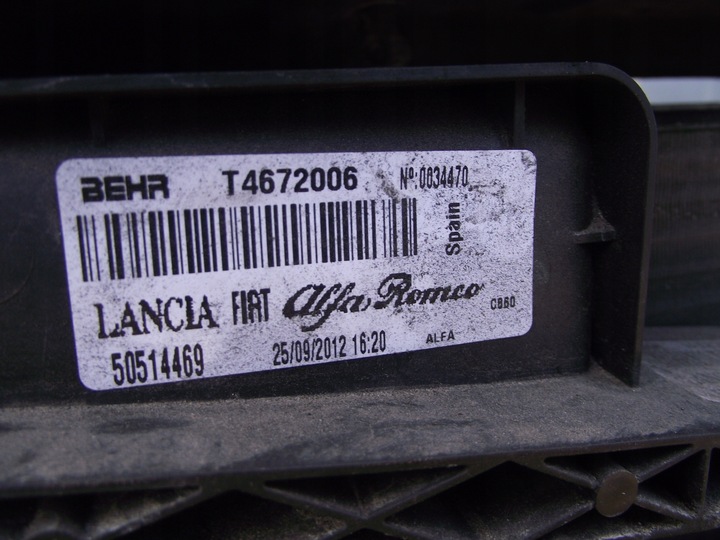 BEHR T4672006 Nº:0034470
Spain
LANCIA FIAT Alfa Romeo CB60
50514469 25/09/2012 16:20 ALFA